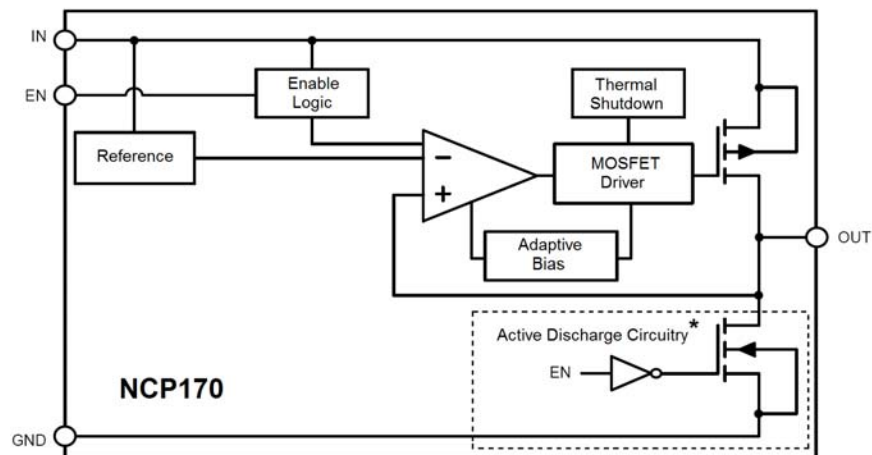 IN
EN
Enable
Logic
Thermal
Shutdown
Reference
−
+
MOSFET
Driver
Adaptive
Bias
OUT
Active Discharge Circuitry*
EN
NCP170
GND